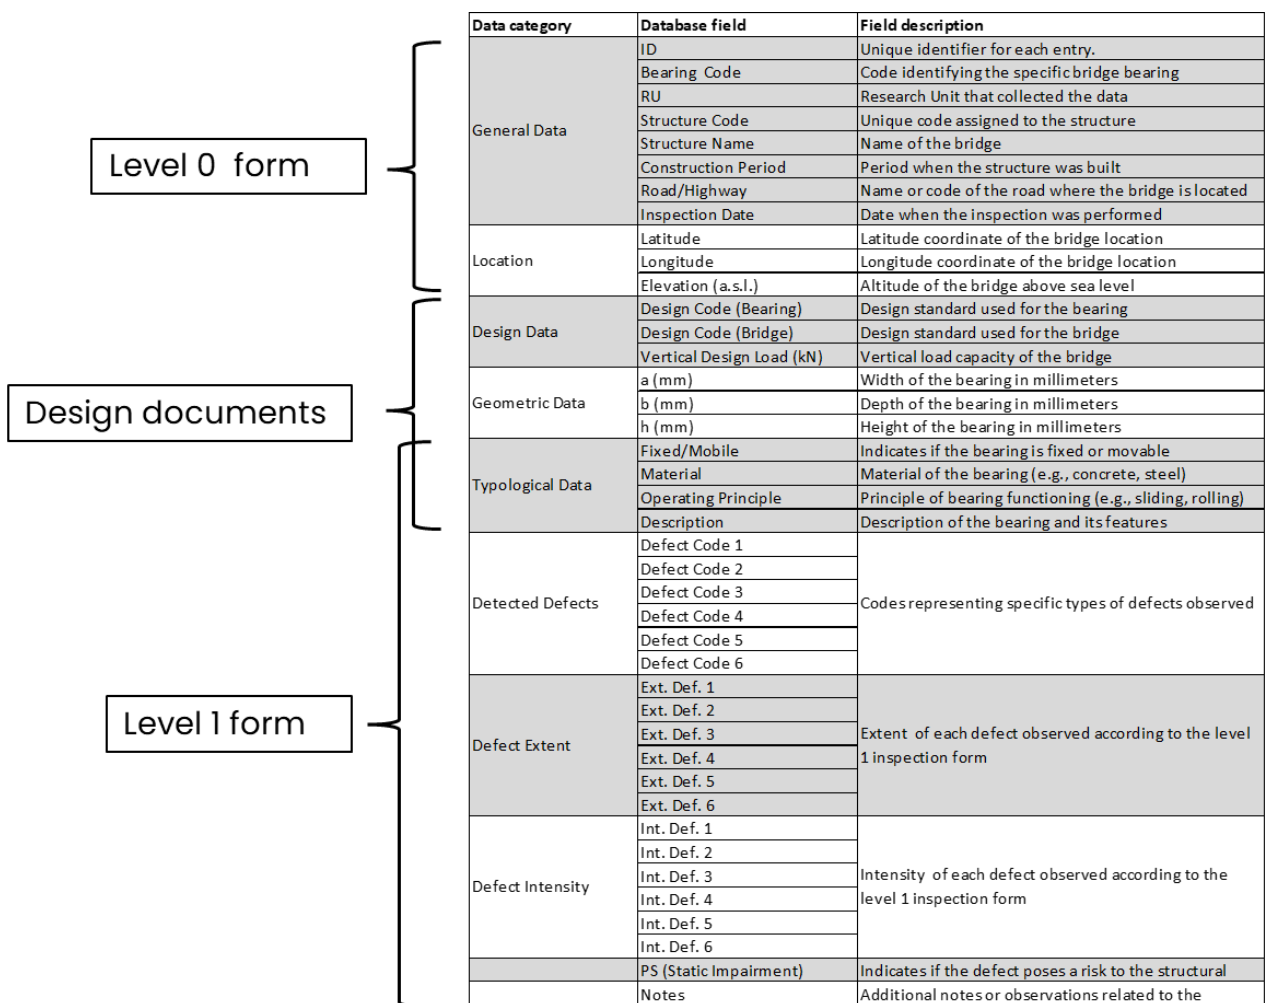 Data category Database field Field description
Level 0 form
General Data
ID Unique identifier for each entry.
Bearing Code Code identifying the specific bridge bearing
RU Research Unit that collected the data
Structure Code Unique code assigned to the structure
Structure Name Name of the bridge
Construction Period Period when the structure was built
Road/Highway Name or code of the road where the bridge is located
Inspection Date Date when the inspection was performed
Location
Latitude Latitude coordinate of the bridge location
Longitude Longitude coordinate of the bridge location
Elevation (a.s.l.) Altitude of the bridge above sea level
Design documents
Design Data
Design Code (Bearing) Design standard used for the bearing
Design Code (Bridge) Design standard used for the bridge
Vertical Design Load (kN) Vertical load capacity of the bridge
Geometric Data
a (mm) Width of the bearing in millimeters
b (mm) Depth of the bearing in millimeters
h (mm) Height of the bearing in millimeters
Typological Data
Fixed/Mobile Indicates if the bearing is fixed or movable
Material Material of the bearing (e.g., concrete, steel)
Operating Principle Principle of bearing functioning (e.g., sliding, rolling)
Description Description of the bearing and its features
Level 1 form
Detected Defects
Defect Code 1
Defect Code 2
Defect Code 3
Defect Code 4
Defect Code 5
Defect Code 6
Codes representing specific types of defects observed
Defect Extent
Ext. Def. 1
Ext. Def. 2
Ext. Def. 3
Ext. Def. 4
Ext. Def. 5
Ext. Def. 6
Extent of each defect observed according to the level
1 inspection form
Defect Intensity
Int. Def. 1
Int. Def. 2
Int. Def. 3
Int. Def. 4
Int. Def. 5
Int. Def. 6
Intensity of each defect observed according to the
level 1 inspection form
PS (Static Impairment) Indicates if the defect poses a risk to the structural
Notes Additional notes or observations related to the